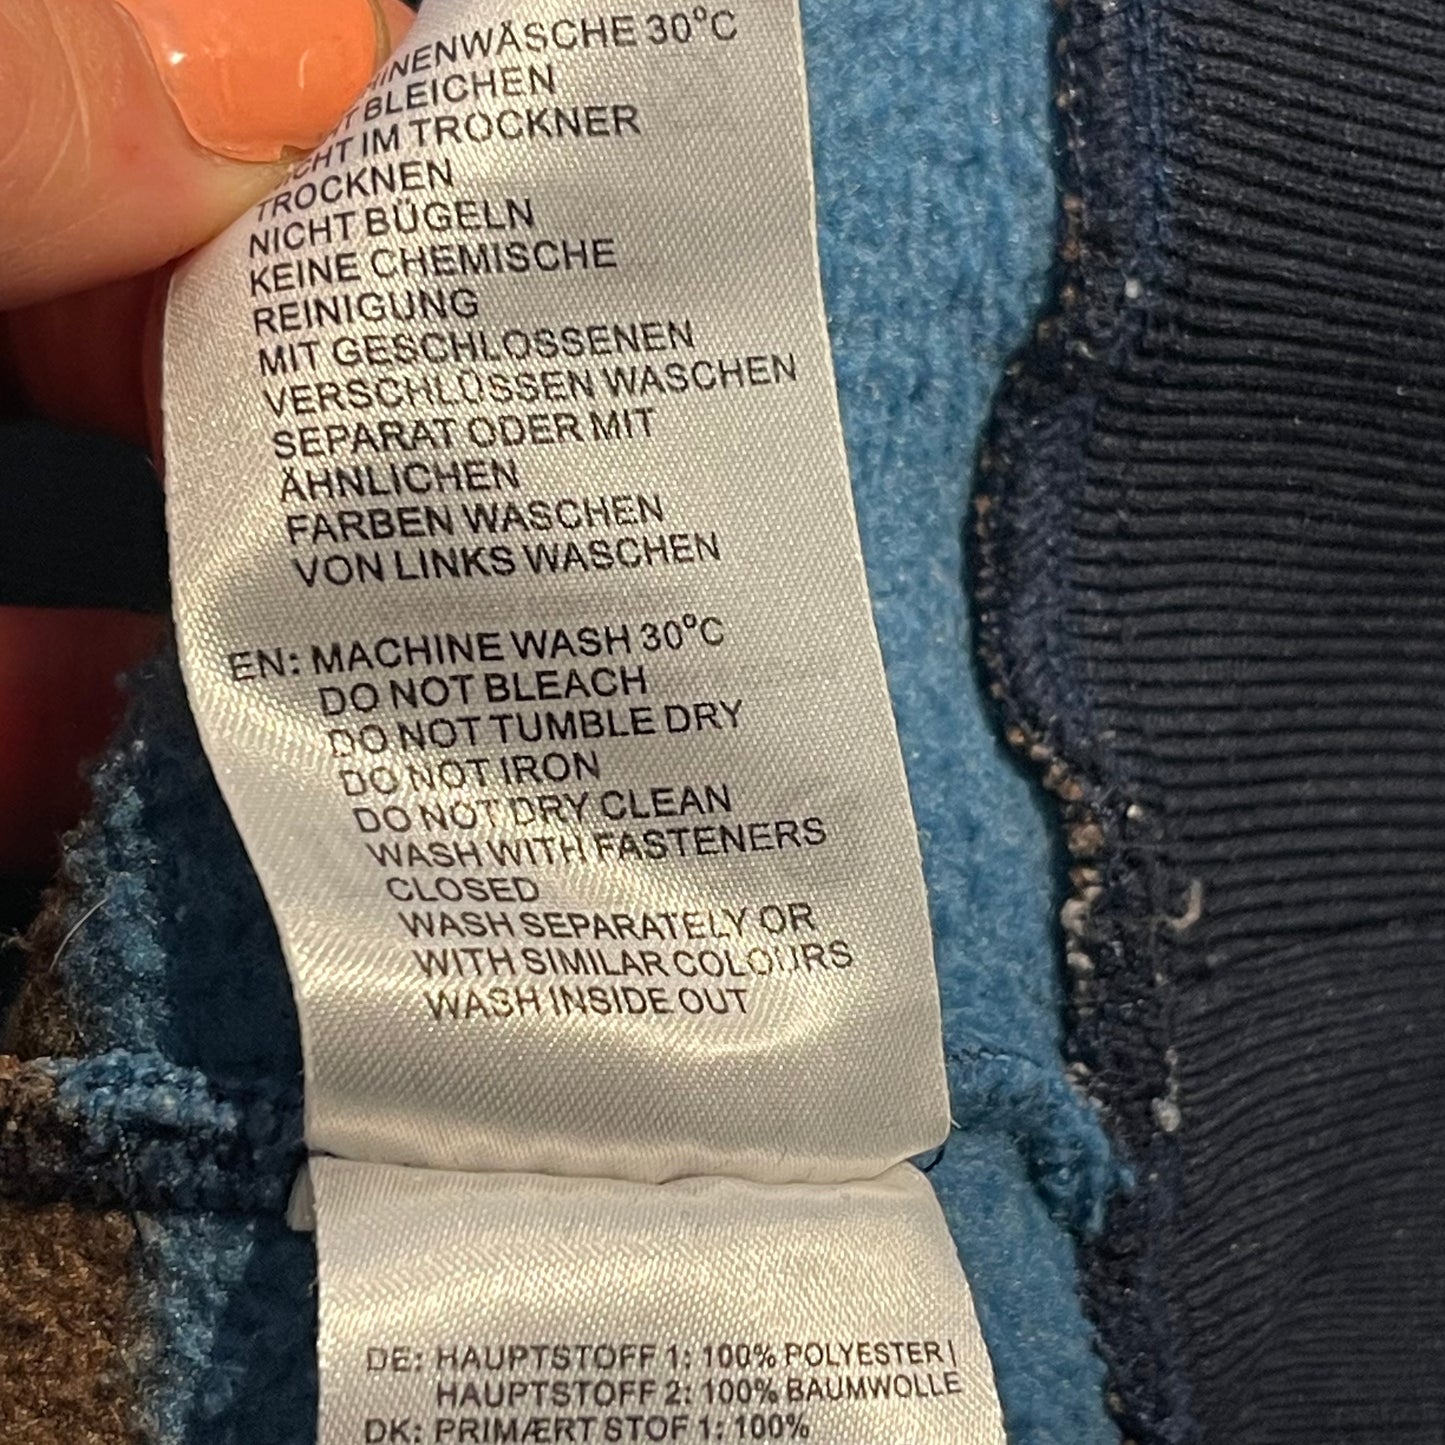 30°C
BLEICHEN
IM TROCKNER
TROCKNEN
NICHT BÜGELN
KEINE CHEMISCHE
REINIGUNG
MIT GESCHLOSSENEN
VERSCHLÜSSEN WASCHEN
SEPARAT ODER MIT
ÄHNLICHEN
FARBEN WASCHEN
VON LINKS WASCHEN
EN: MACHINE WASH 30°C
DO NOT BLEACH
DO NOT TUMBLE DRY
DO NOT IRON
DO NOT DRY CLEAN
WASH WITH FASTENERS
CLOSED
WASH SEPARATELY OR
WITH SIMILAR COLOURS
WASH INSIDE OUT
DE: HAUPTSTOFF 1: 100% POLYESTER |
HAUPTSTOFF 2: 100% BAUMWOLLE
DK: PRIMÆRT STOF 1: 100%